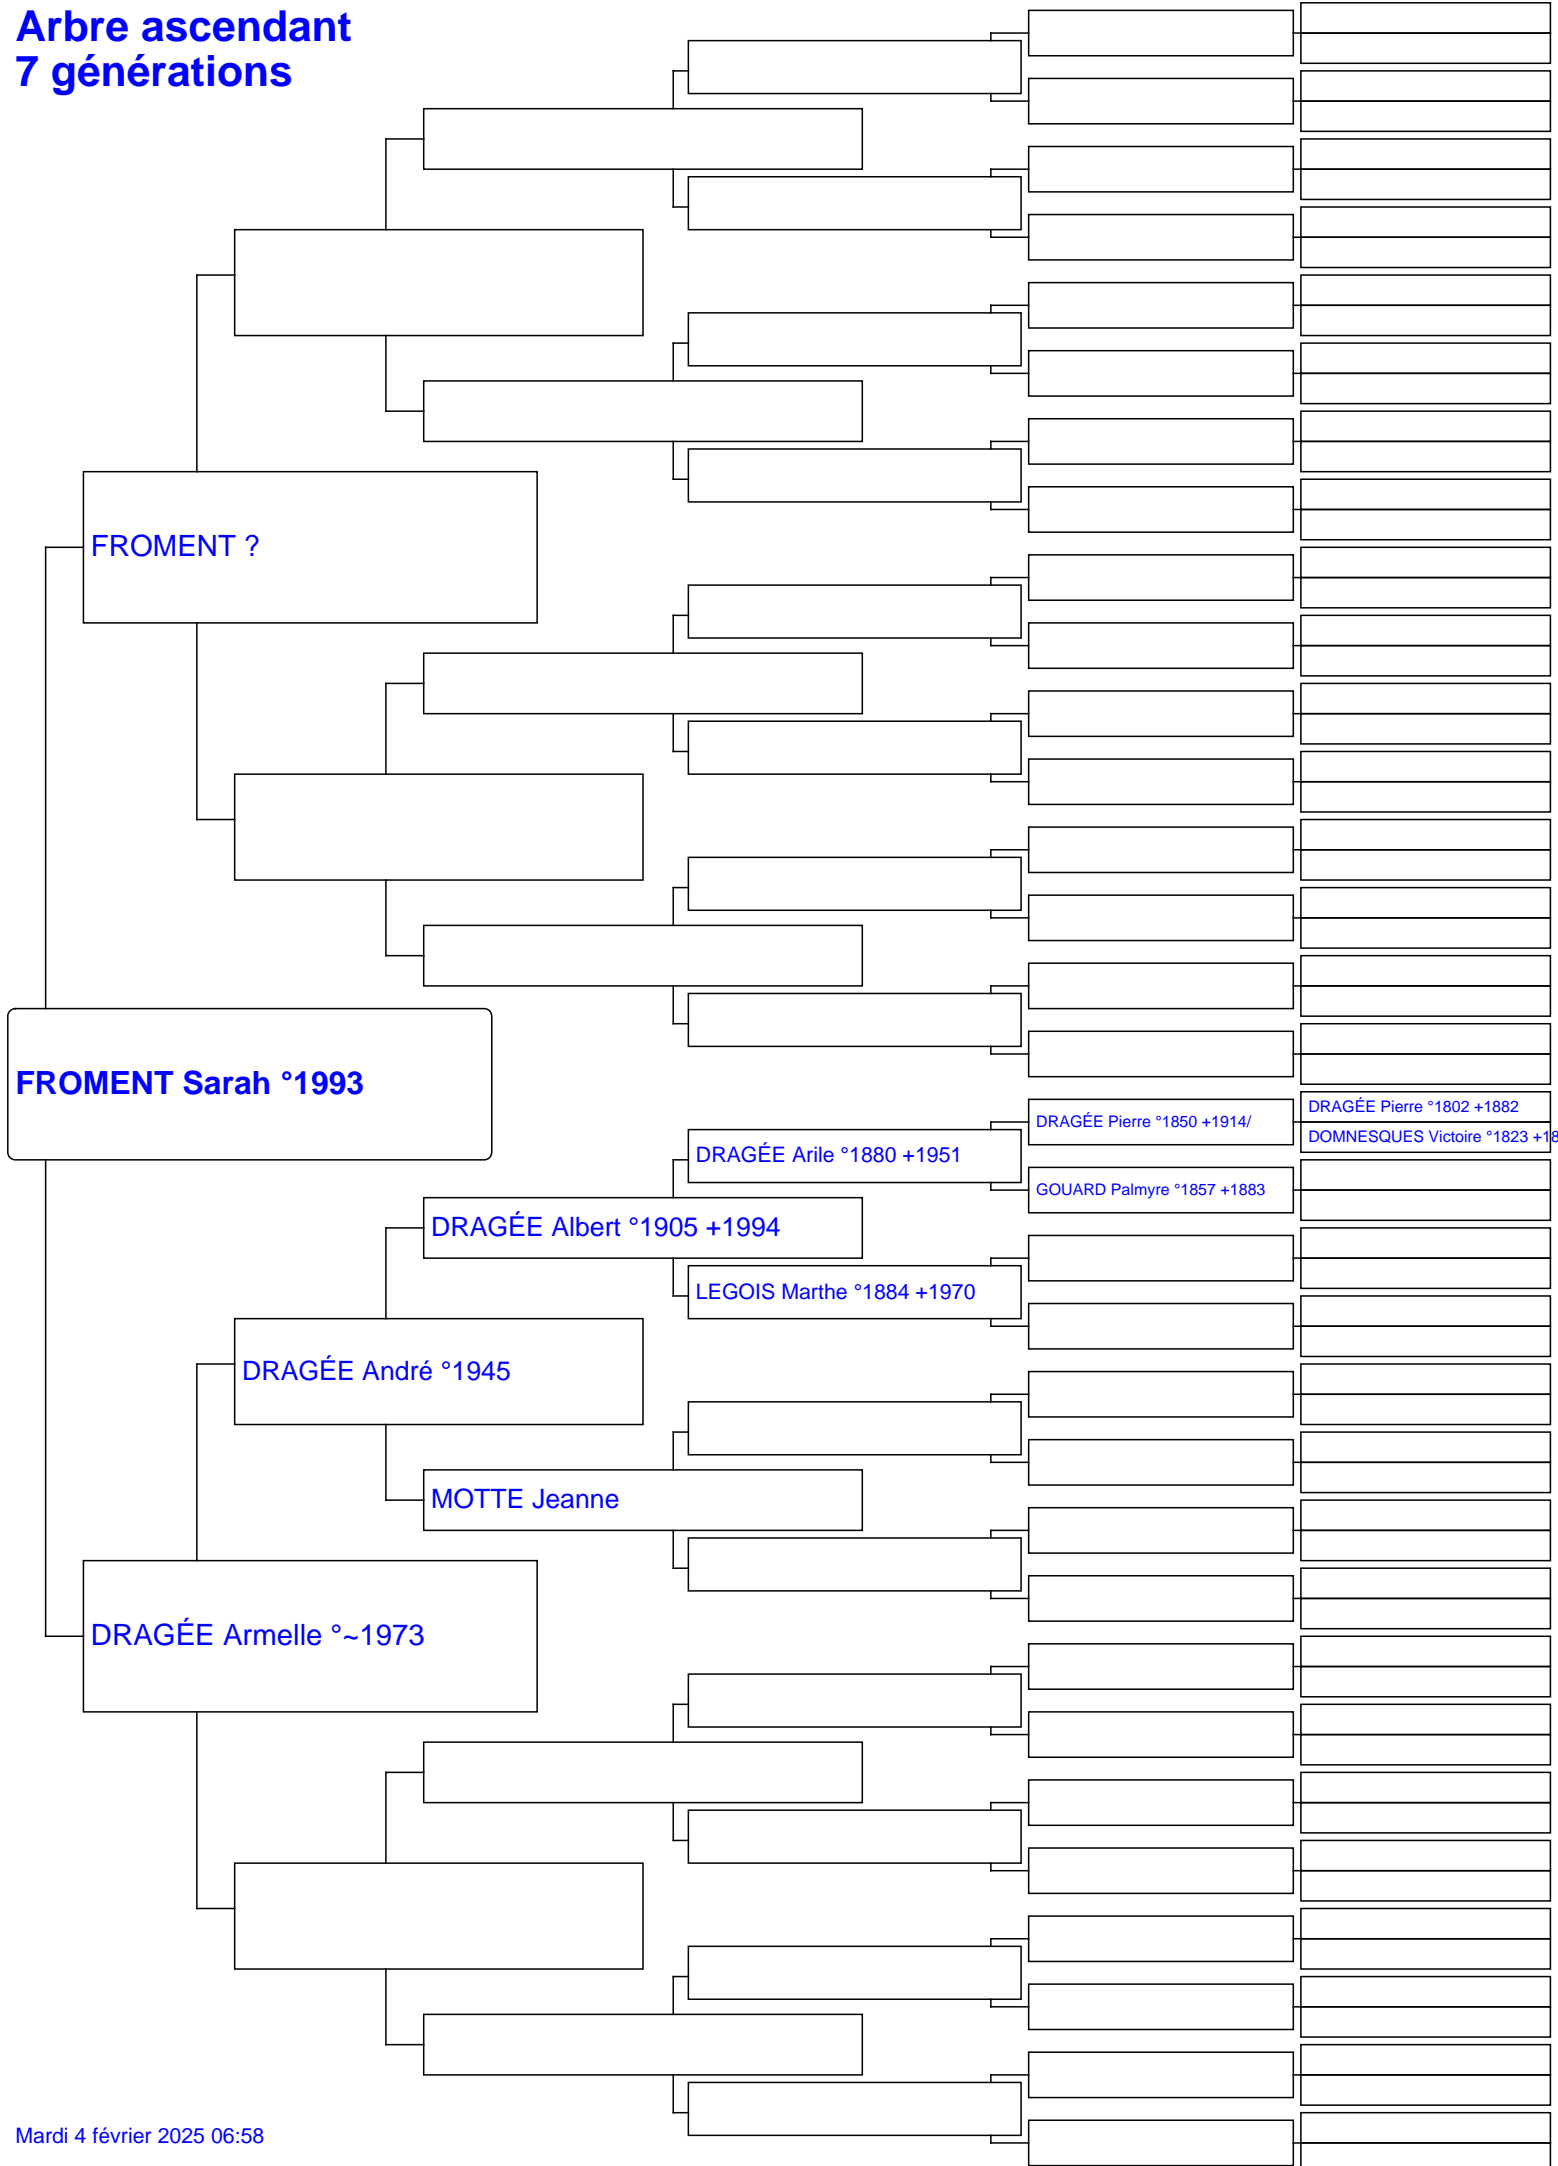 Arbre ascendant
7 générations
FROMENT ?
FROMENT Sarah °1993
DRAGÉE Pierre °1802 +1882
DRAGÉE Pierre °1850 +1914/
DOMNESQUES Victoire °1823 +18
DRAGÉE Arile °1880 +1951
GOUARD Palmyre °1857 +1883
DRAGÉE Albert °1905 +1994
LEGOIS Marthe °1884 +1970
DRAGÉE André °1945
MOTTE Jeanne
DRAGÉE Armelle °~1973
Mardi 4 février 2025 06:58